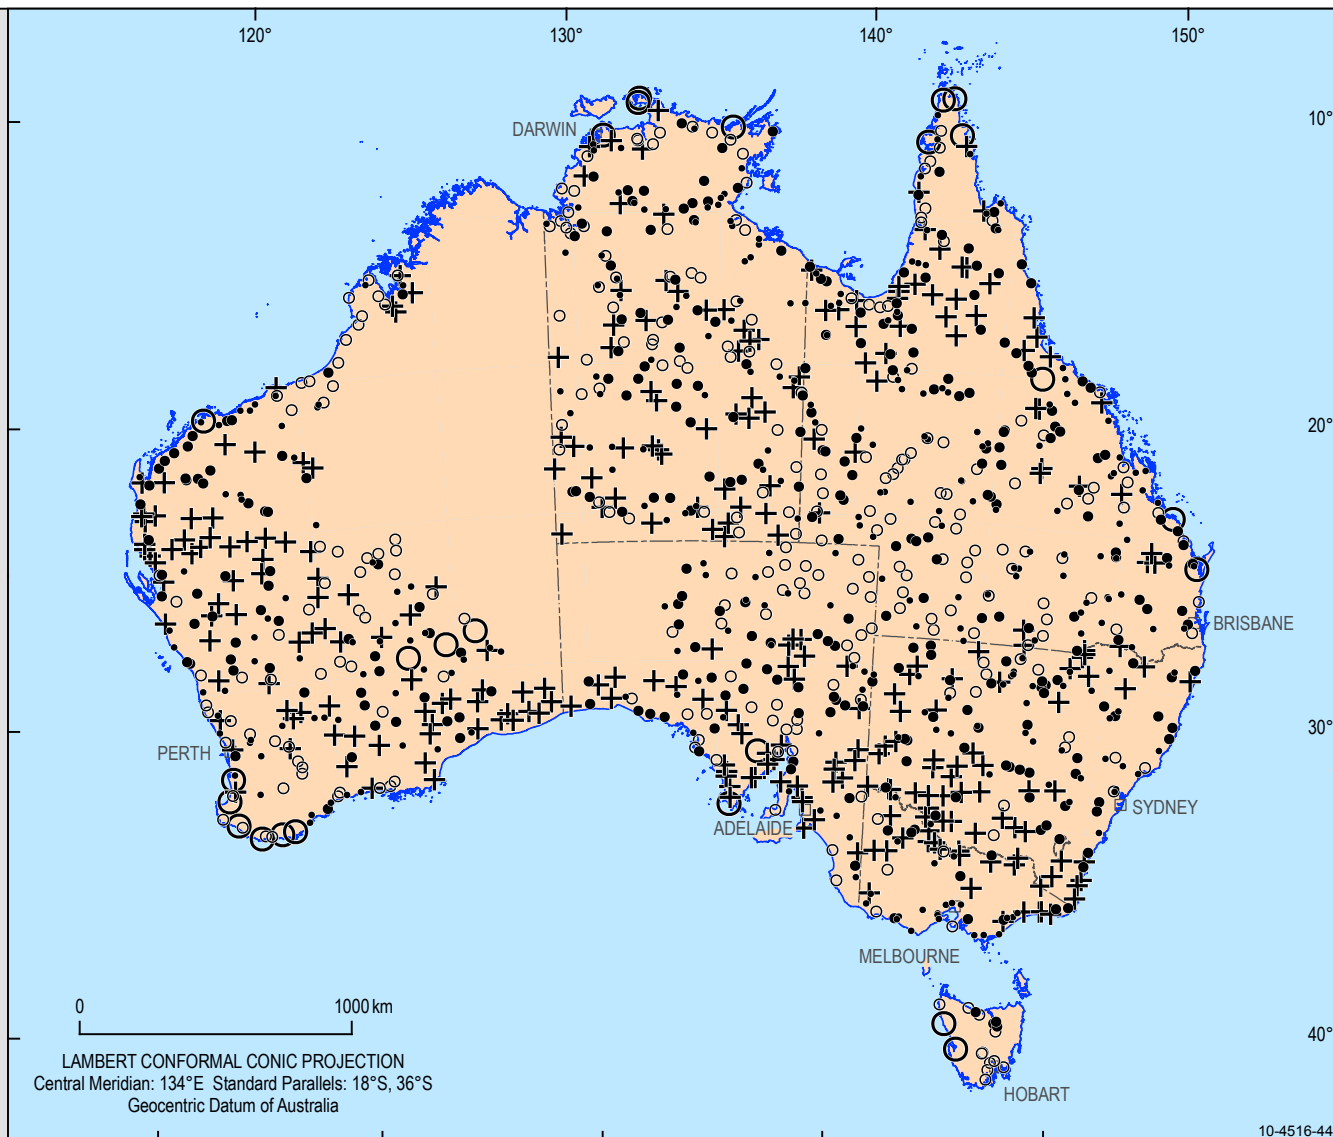 120°
130°
140°
150°
10°
DARWIN
20°
BRISBANE
30°
PERTH
SYDNEY
ADELAIDE
MELBOURNE
0
1000 km
40°
LAMBERT CONFORMAL CONIC PROJECTION
Central Meridian: 134°E Standard Parallels: 18°S, 36°S
Geocentric Datum of Australia
HOBART
10-4516-44